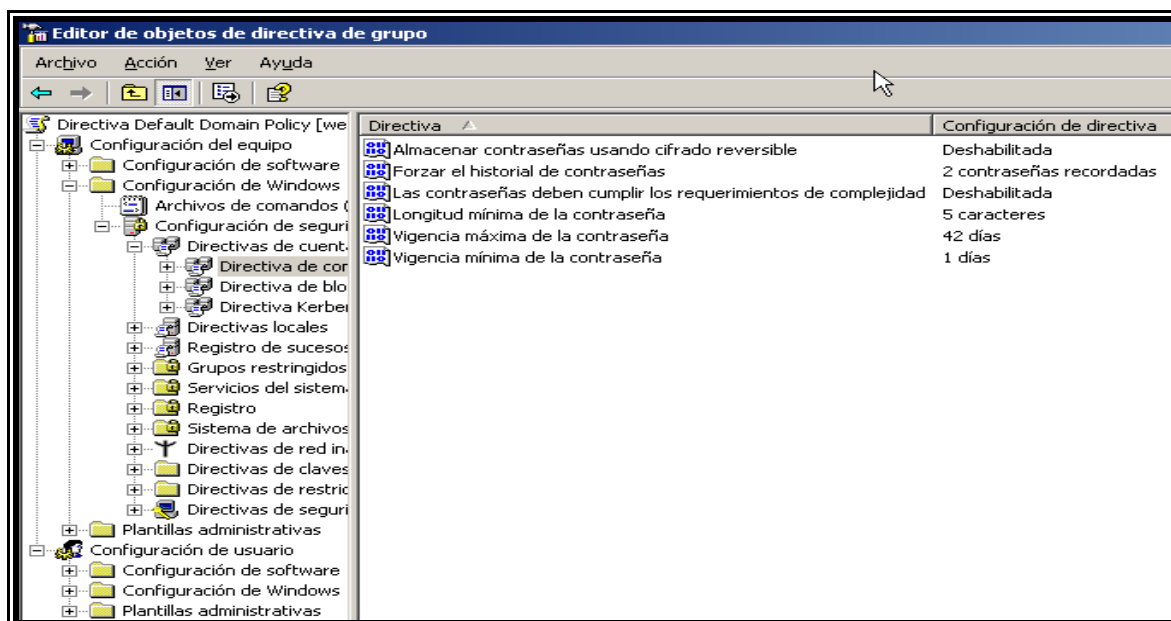 Editor de objetos de directiva de grupo
Archivo Acción Ver Ayuda
Directiva Default Domain Policy [we
Configuración del equipo
Configuración de software
Configuración de Windows
Archivos de comandos (
Configuración de seguri
Directivas de cuent
Directiva de con
Directiva de blo
Directiva Kerber
Directivas locales
Registro de sucesos
Grupos restringidos
Servicios del sistem
Registro
Sistema de archivos
Directivas de red in
Directivas de claves
Directivas de restric
Directivas de seguri
Plantillas administrativas
Configuración de usuario
Configuración de software
Configuración de Windows
Plantillas administrativas
Directiva Configuración de directiva
Almacenar contraseñas usando cifrado reversible Deshabilitada
Forzar el historial de contraseñas 2 contraseñas recordadas
Las contraseñas deben cumplir los requerimientos de complejidad Deshabilitada
Longitud mínima de la contraseña 5 caracteres
Vigencia máxima de la contraseña 42 días
Vigencia mínima de la contraseña 1 días